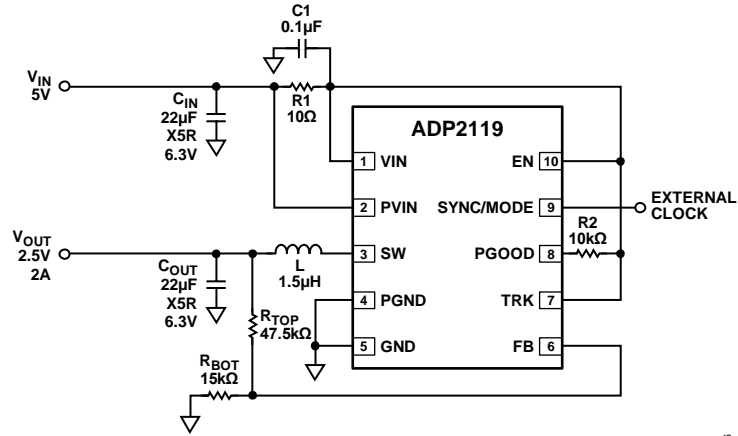 C1
0.1µF
VIN
5V
CIN
22µF
X5R
6.3V
R1
10Ω
ADP2119
1 VIN
EN 10
2 PVIN
SYNC/MODE 9
EXTERNAL
CLOCK
R2
10kΩ
3 SW
PGOOD 8
VOUT
2.5V
2A
COUT
22µF
X5R
6.3V
L
1.5µH
4 PGND
TRK 7
RTOP
47.5kΩ
5 GND
FB 6
RBOT
15kΩ